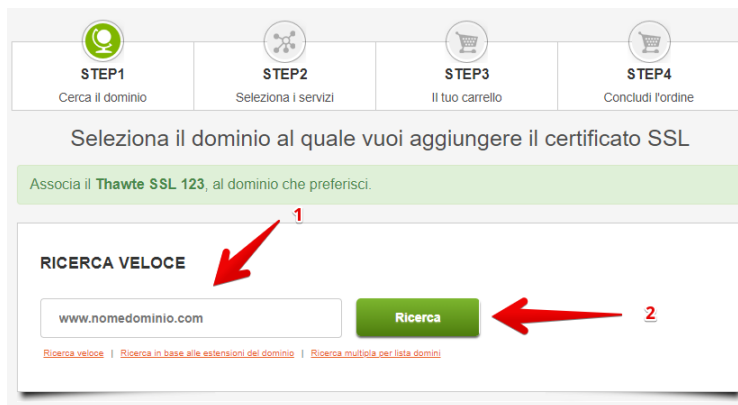 STEP1 STEP2 STEP3 STEP4
Cerca il dominio Seleziona i servizi Il tuo carrello Concludi l'ordine
Seleziona il dominio al quale vuoi aggiungere il certificato SSL
Associa il Thawte SSL 123, al dominio che preferisci.
1
RICERCA VELOCE
www.nomedominio.com Ricerca 2
Ricerca veloce | Ricerca in base alle estensioni del dominio | Ricerca multipla per lista domini